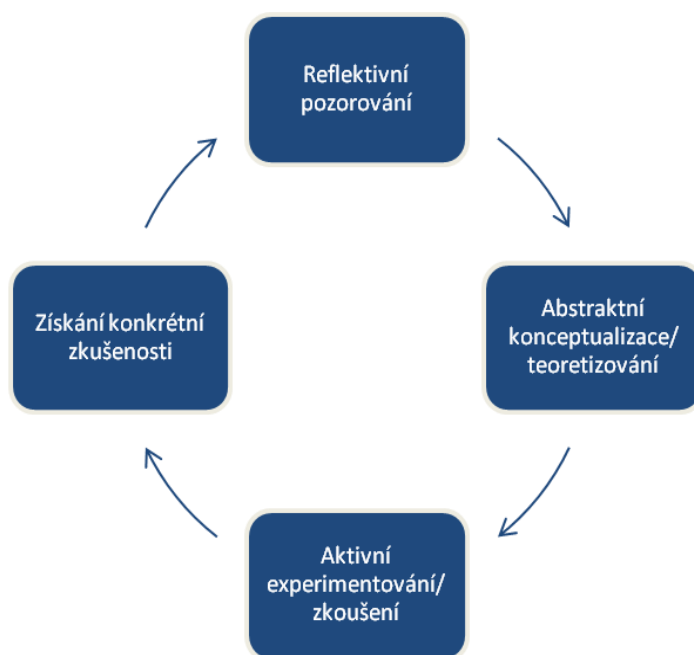 Reflektivní
pozorování
Získání konkrétní
zkušenosti
Abstraktní
konceptualizace/
teoretizování
Aktivní
experimentování/
zkoušení